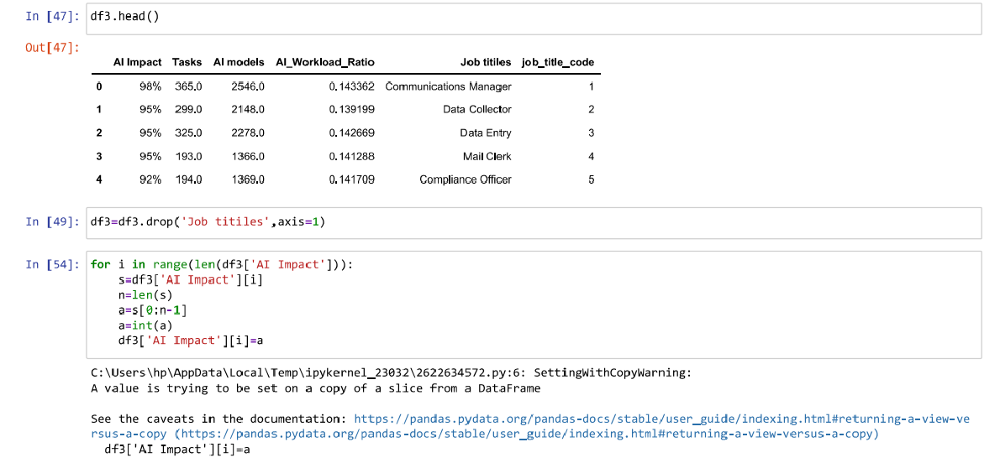 In [47]: df3.head()
Out[47]:
AI Impact Tasks AI models AI_Workload_Ratio Job titiles job_title_code
0 98% 365.0 2546.0 0.143362 Communications Manager 1
1 95% 299.0 2148.0 0.139199 Data Collector 2
2 95% 325.0 2278.0 0.142669 Data Entry 3
3 95% 193.0 1366.0 0.141288 Mail Clerk 4
4 92% 194.0 1369.0 0.141709 Compliance Officer 5
In [49]: df3=df3.drop('Job titiles',axis=1)
In [54]: for i in range(len(df3['AI Impact'])):
    s=df3['AI Impact'][i]
    n=len(s)
    a=s[0:n-1]
    a=int(a)
    df3['AI Impact'][i]=a
C:\Users\hp\AppData\Local\Temp\ipykernel_23032\2622634572.py:6: SettingWithCopyWarning:
A value is trying to be set on a copy of a slice from a DataFrame
See the caveats in the documentation: https://pandas.pydata.org/pandas-docs/stable/user_guide/indexing.html#returning-a-view-ve
rsus-a-copy (https://pandas.pydata.org/pandas-docs/stable/user_guide/indexing.html#returning-a-view-versus-a-copy)
  df3['AI Impact'][i]=a